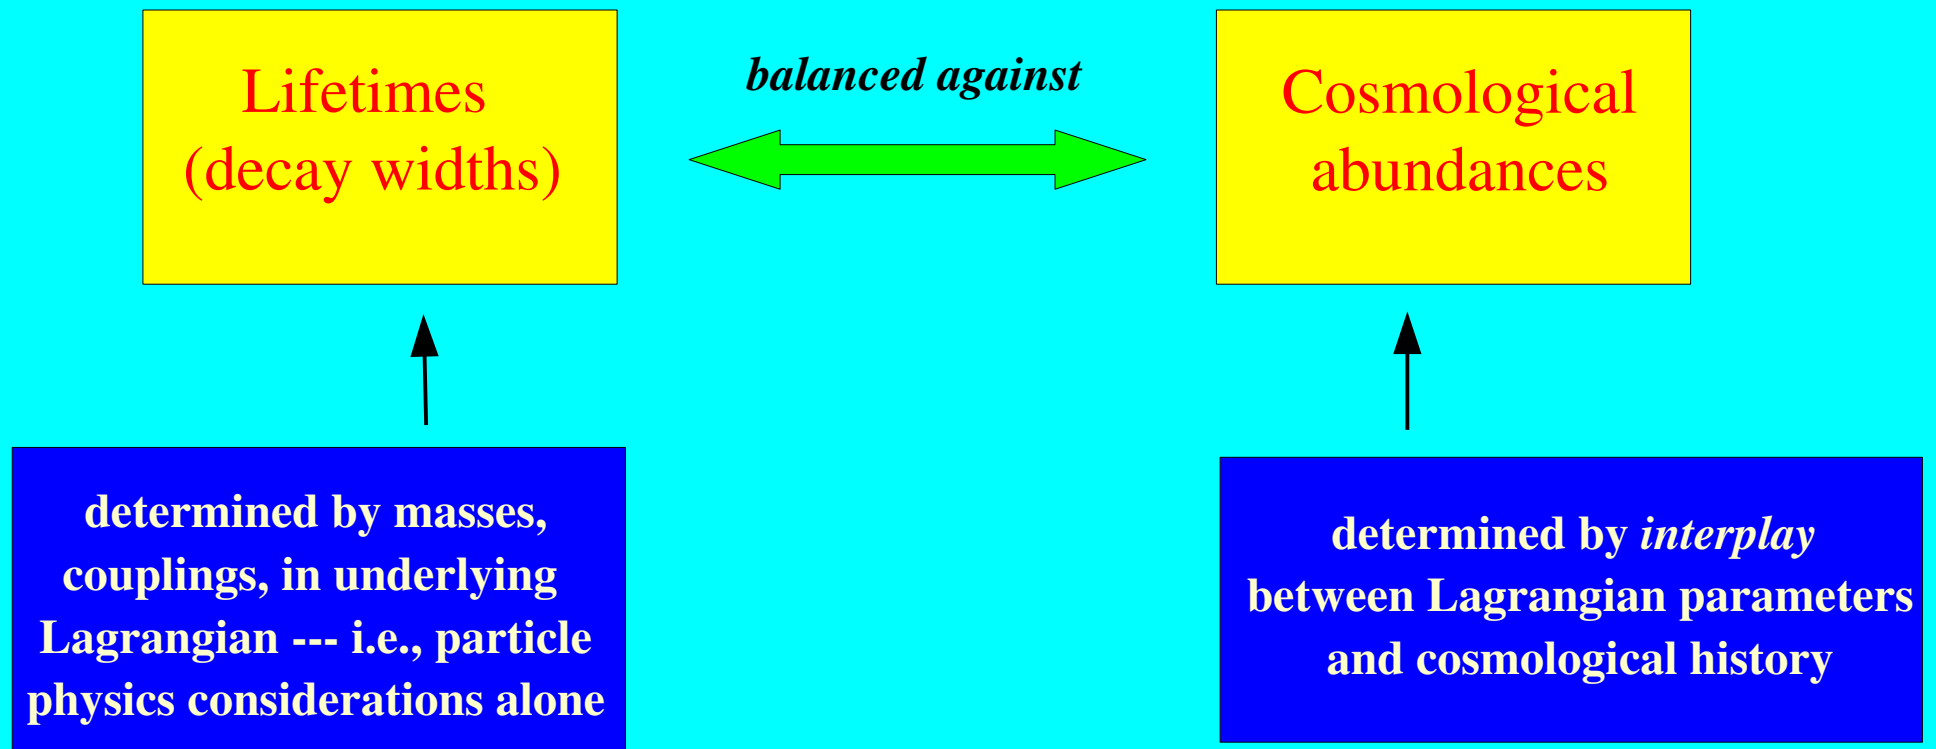 Lifetimes
(decay widths)
balanced against
Cosmological
abundances
determined by masses,
couplings, in underlying
Lagrangian --- i.e., particle
physics considerations alone
determined by interplay
between Lagrangian parameters
and cosmological history